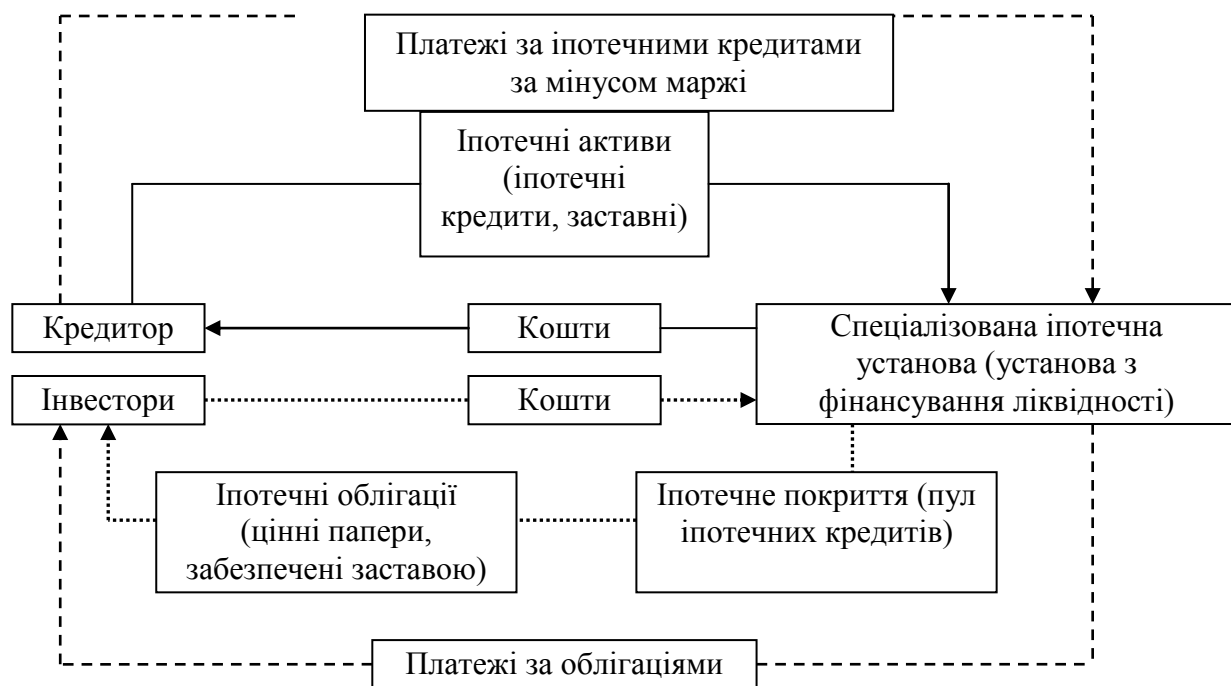 Платежі за іпотечними кредитами
за мінусом маржі
Іпотечні активи
(іпотечні
кредити, заставні)
Кредитор
Кошти
Спеціалізована іпотечна
установа (установа з
фінансування ліквідності)
Інвестори
Кошти
Іпотечні облігації
(цінні папери,
забезпечені заставою)
Іпотечне покриття (пул
іпотечних кредитів)
Платежі за облігаціями